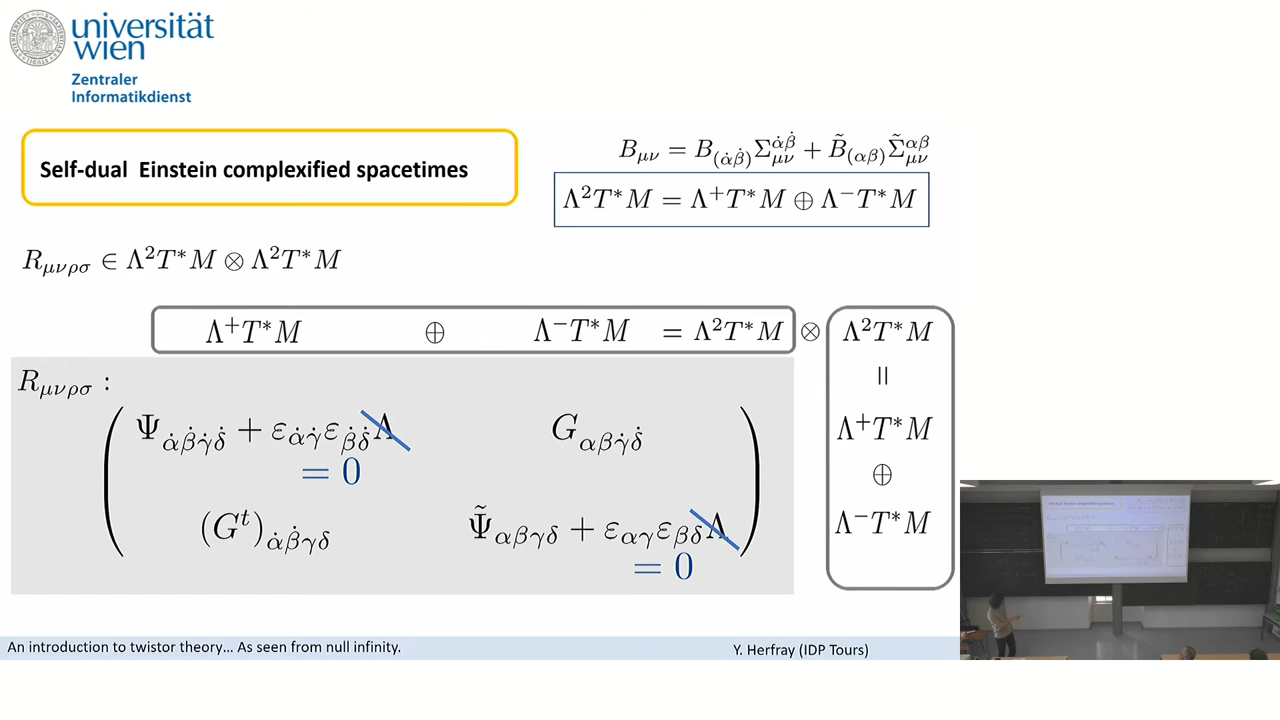 universität
wien
Zentraler
Informatikdienst
Self-dual Einstein complexified spacetimes
B_{μν} = B_{(α̇β̇)} Σ^{α̇β̇}_{μν} + B̃_{(αβ)} Σ̃^{αβ}_{μν}
Λ²T*M = Λ⁺T*M ⊕ Λ⁻T*M
R_{μνρσ} ∈ Λ²T*M ⊗ Λ²T*M
Λ⁺T*M ⊕ Λ⁻T*M = Λ²T*M ⊗ Λ²T*M
R_{μνρσ} :
=
Ψ_{α̇β̇γ̇δ̇} + ε_{α̇γ̇}ε_{β̇δ̇}Λ G_{αβγ̇δ̇} Λ⁺T*M
= 0
⊕
(G^t)_{α̇β̇γδ} Ψ̃_{αβγδ} + ε_{αγ}ε_{βδ}Λ Λ⁻T*M
= 0
An introduction to twistor theory... As seen from null infinity. Y. Herfray (IDP Tours)